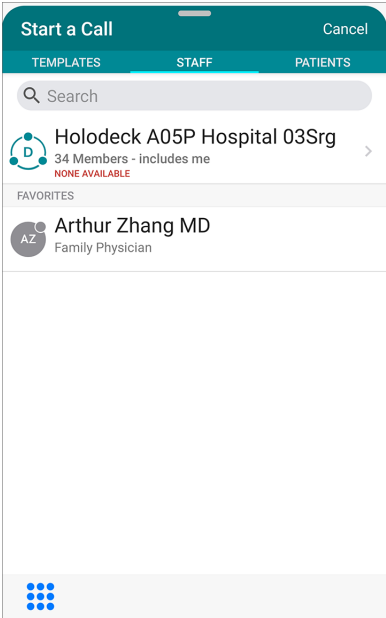 Start a Call
Cancel
TEMPLATES
STAFF
PATIENTS
Search
Holodeck A05P Hospital 03Srg
D
34 Members - includes me
NONE AVAILABLE
FAVORITES
Arthur Zhang MD
AZ
Family Physician